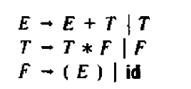 E → E + T | T
T → T * F | F
F → ( E ) | id